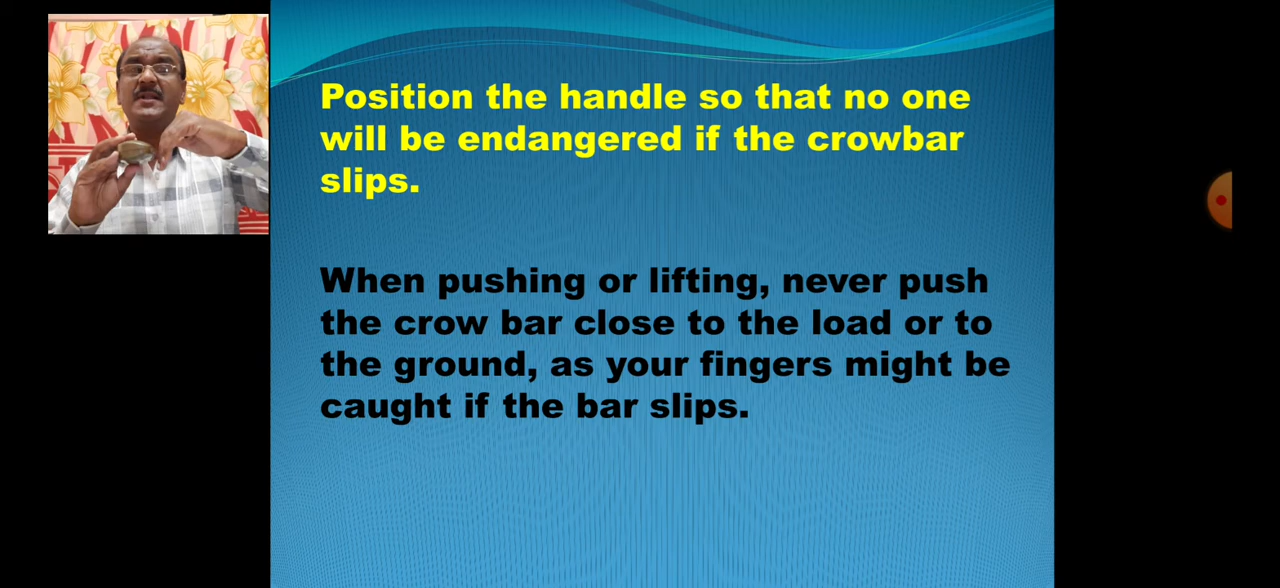 Position the handle so that no one
will be endangered if the crowbar
slips.
When pushing or lifting, never push
the crow bar close to the load or to
the ground, as your fingers might be
caught if the bar slips.